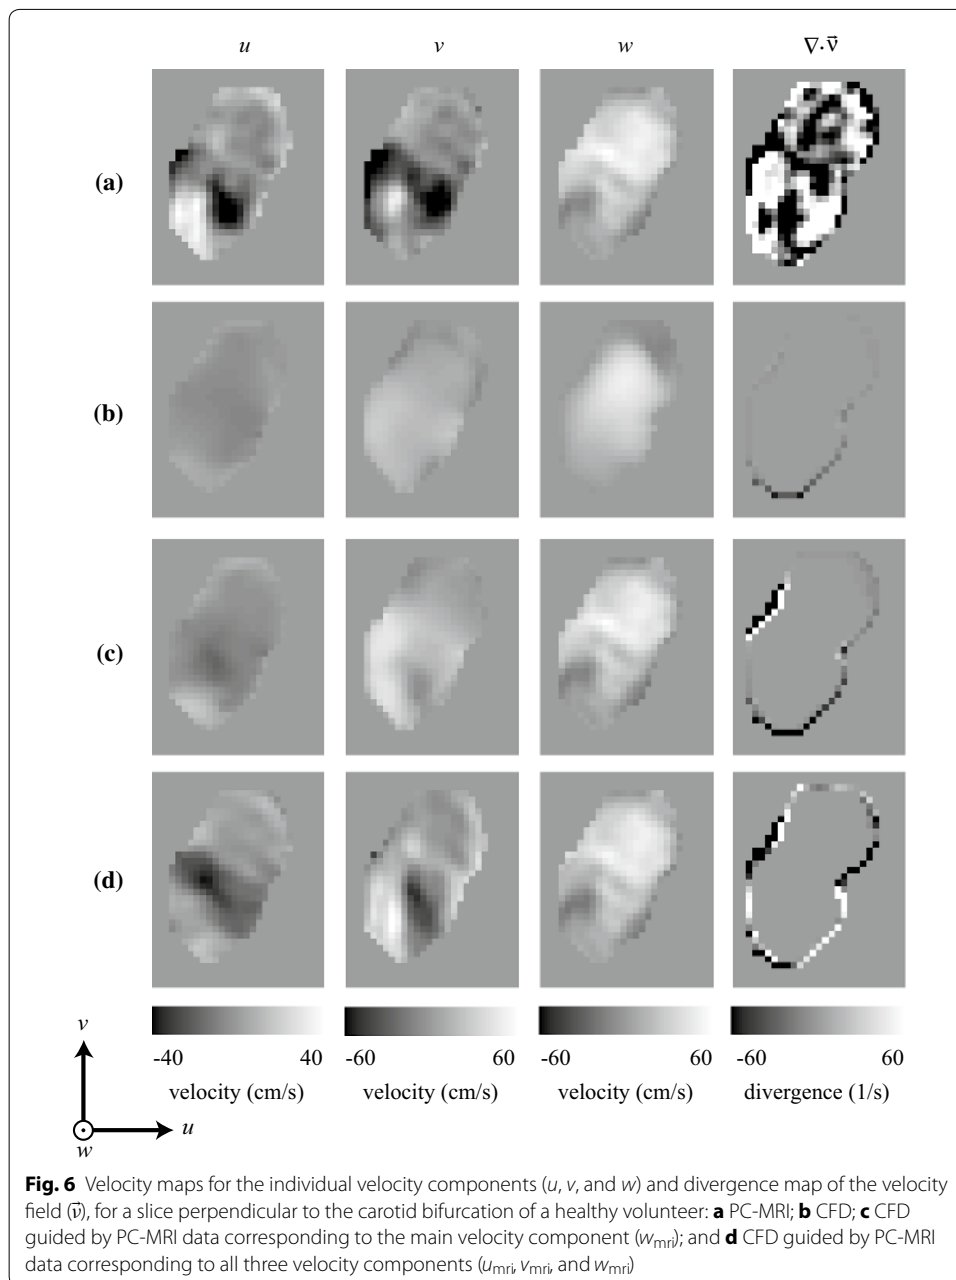 u v w ∇·v⃗
(a)
(b)
(c)
(d)
-40 40 -60 60 -60 60 -60 60
velocity (cm/s) velocity (cm/s) velocity (cm/s) divergence (1/s)
v
u
w
Fig. 6 Velocity maps for the individual velocity components (u, v, and w) and divergence map of the velocity
field (v⃗), for a slice perpendicular to the carotid bifurcation of a healthy volunteer: a PC-MRI; b CFD; c CFD
guided by PC-MRI data corresponding to the main velocity component (wmri); and d CFD guided by PC-MRI
data corresponding to all three velocity components (umri, vmri, and wmri)